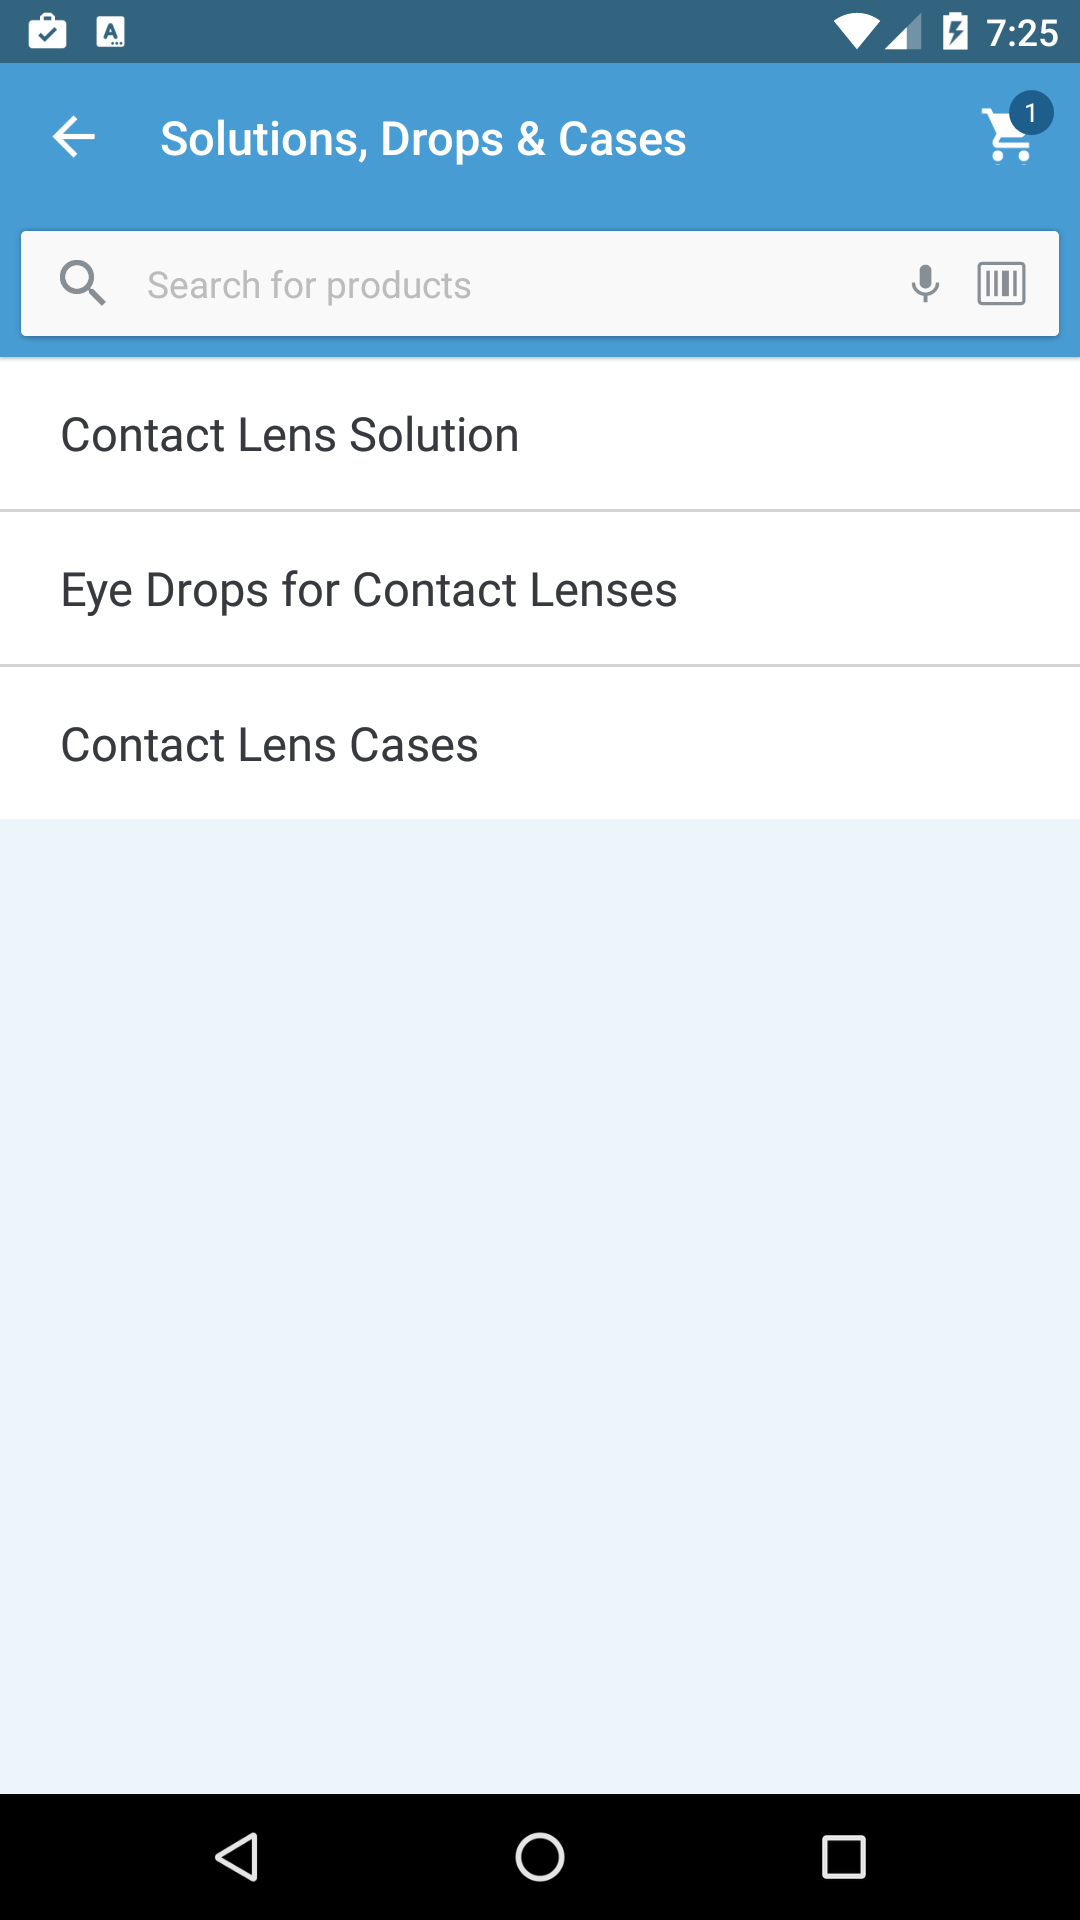 7:25
Solutions, Drops & Cases
1
Search for products
Contact Lens Solution
Eye Drops for Contact Lenses
Contact Lens Cases